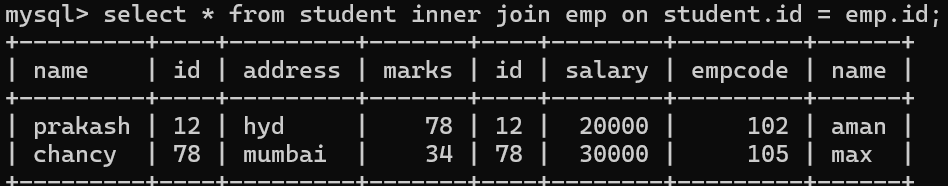 mysql> select * from student inner join emp on student.id = emp.id;
+---------+----+---------+-------+----+--------+---------+------+
| name    | id | address | marks | id | salary | empcode | name |
+---------+----+---------+-------+----+--------+---------+------+
| prakash | 12 | hyd     |    78 | 12 |  20000 |     102 | aman |
| chancy  | 78 | mumbai  |    34 | 78 |  30000 |     105 | max  |
+---------+----+---------+-------+----+--------+---------+------+